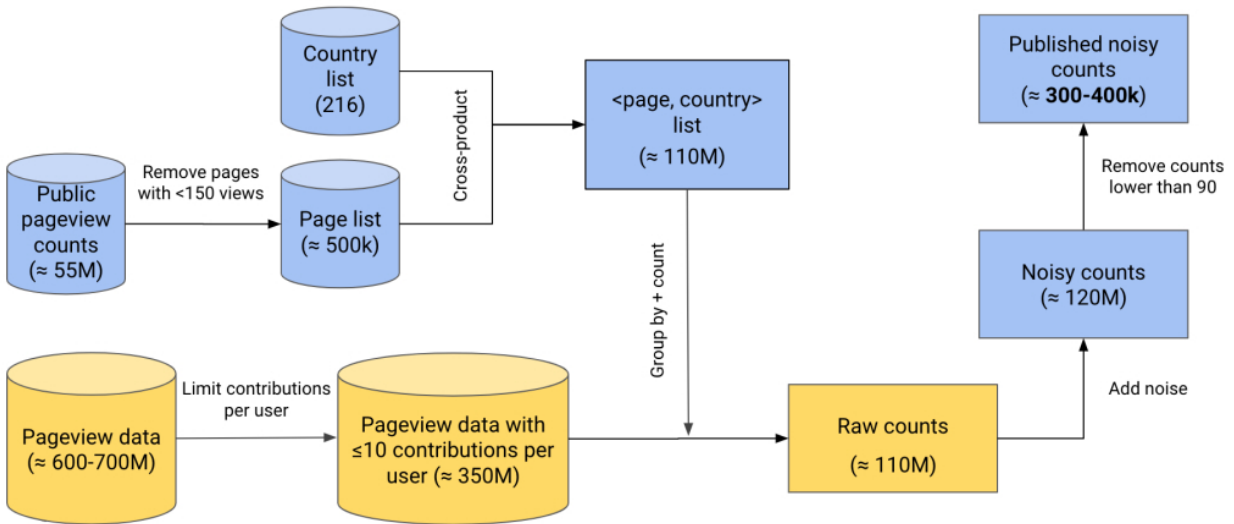 Country
list
(216)
Published noisy
counts
(≈ 300-400k)
<page, country>
list
(≈ 110M)
Cross-product
Remove pages
with <150 views
Public
pageview
counts
(≈ 55M)
Page list
(≈ 500k)
Remove counts
lower than 90
Noisy counts
(≈ 120M)
Group by + count
Limit contributions
per user
Add noise
Pageview data
(≈ 600-700M)
Pageview data with
≤10 contributions per
user (≈ 350M)
Raw counts
(≈ 110M)